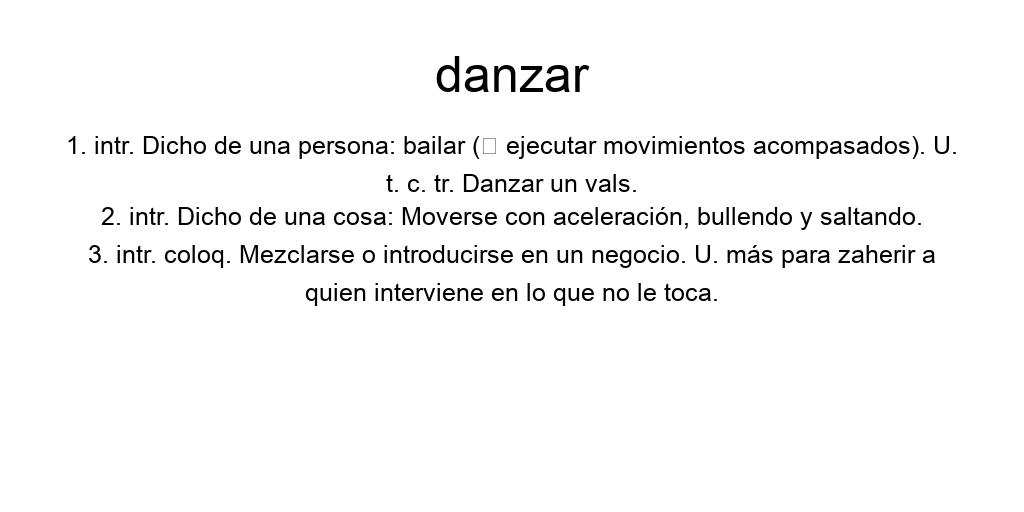 danzar
1. intr. Dicho de una persona: bailar (▯ ejecutar movimientos acompasados). U.
t. c. tr. Danzar un vals.
2. intr. Dicho de una cosa: Moverse con aceleración, bullendo y saltando.
3. intr. coloq. Mezclarse o introducirse en un negocio. U. más para zaherir a
quien interviene en lo que no le toca.